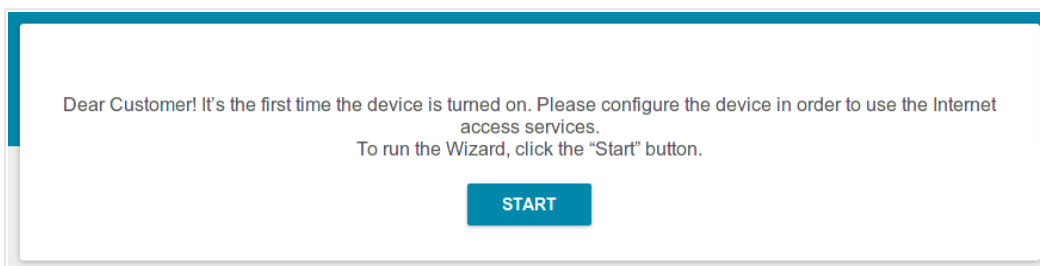 Dear Customer! It’s the first time the device is turned on. Please configure the device in order to use the Internet
access services.
To run the Wizard, click the “Start” button.
START